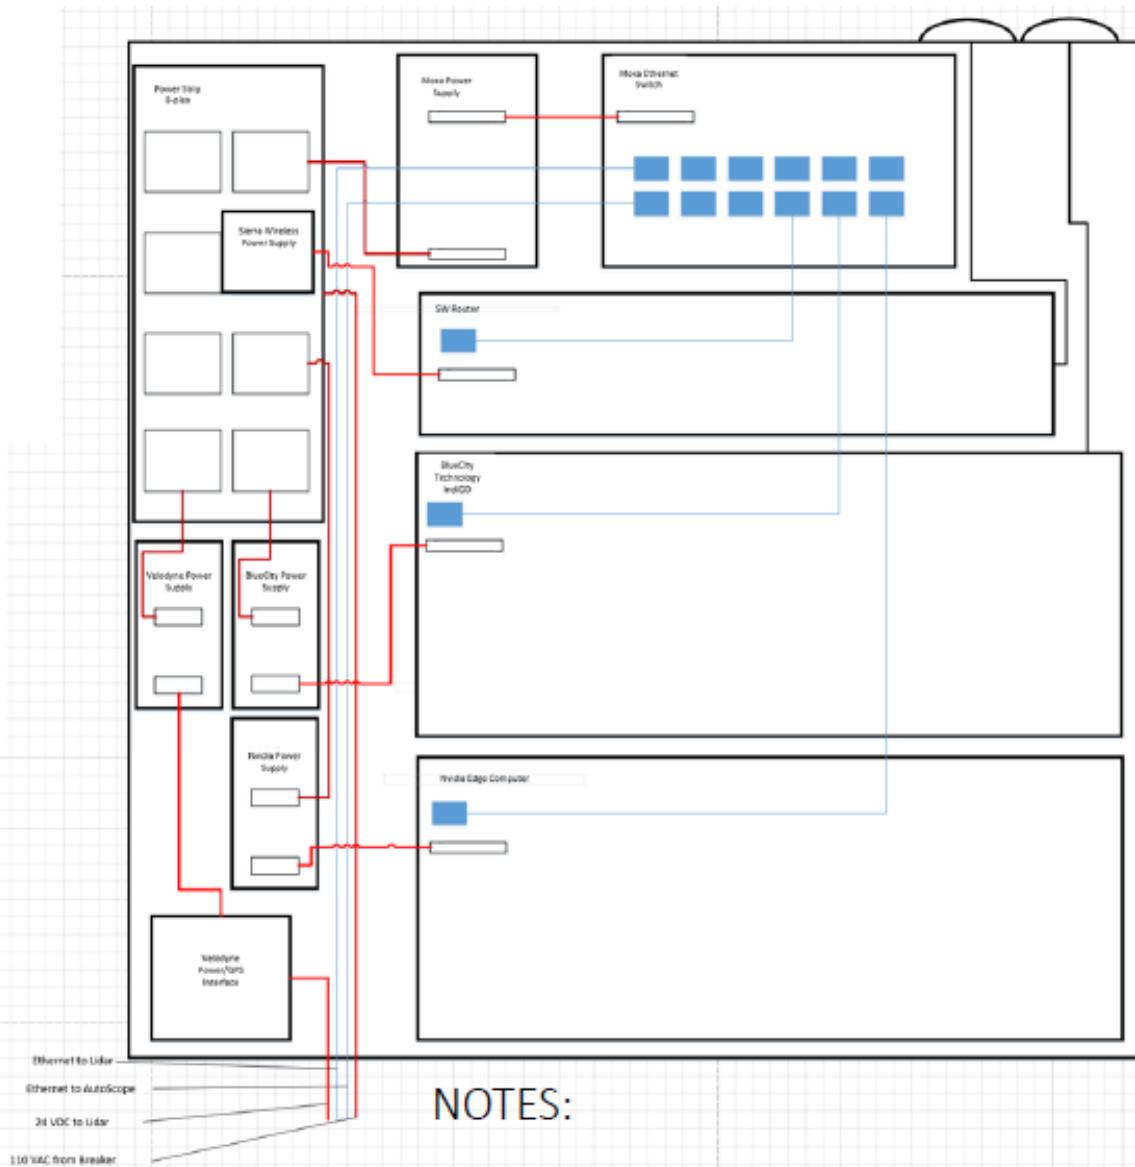 Power Strip
8-plex
Moxa Power
Supply
Moxa Ethernet
Switch
Sierra Wireless
Power Supply
SW Router
BlueCity
Technology
IndiGO
Velodyne Power
Supply
BlueCity Power
Supply
Nvidia Power
Supply
Nvidia Edge Computer
Velodyne
Power/GPS
Interface
Ethernet to Lidar
Ethernet to AutoScope
24 VDC to Lidar
110 VAC from Breaker
NOTES: